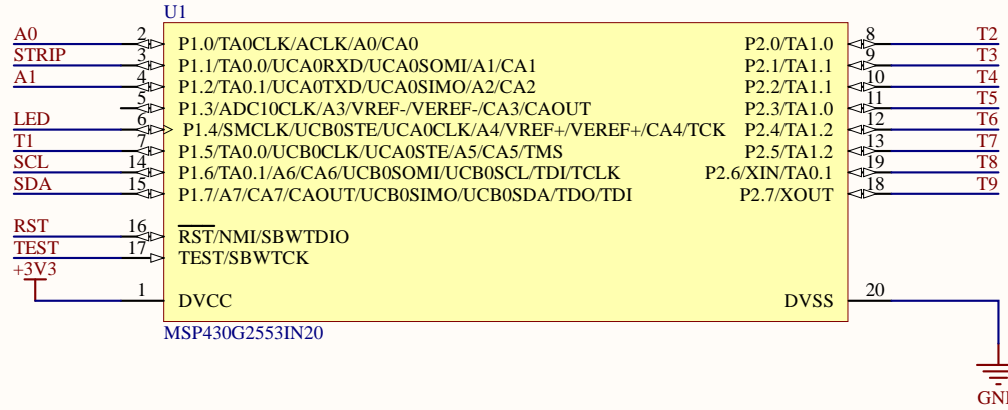 U1
A0 2 P1.0/TA0CLK/ACLK/A0/CA0 P2.0/TA1.0 8 T2
STRIP 3 P1.1/TA0.0/UCA0RXD/UCA0SOMI/A1/CA1 P2.1/TA1.1 9 T3
A1 4 P1.2/TA0.1/UCA0TXD/UCA0SIMO/A2/CA2 P2.2/TA1.1 10 T4
5 P1.3/ADC10CLK/A3/VREF-/VEREF-/CA3/CAOUT P2.3/TA1.0 11 T5
LED 6 P1.4/SMCLK/UCB0STE/UCA0CLK/A4/VREF+/VEREF+/CA4/TCK P2.4/TA1.2 12 T6
T1 7 P1.5/TA0.0/UCB0CLK/UCA0STE/A5/CA5/TMS P2.5/TA1.2 13 T7
SCL 14 P1.6/TA0.1/A6/CA6/UCB0SOMI/UCB0SCL/TDI/TCLK P2.6/XIN/TA0.1 19 T8
SDA 15 P1.7/A7/CA7/CAOUT/UCB0SIMO/UCB0SDA/TDO/TDI P2.7/XOUT 18 T9
RST 16 RST/NMI/SBWTDIO
TEST 17 TEST/SBWTCK
+3V3
1 DVCC DVSS 20
MSP430G2553IN20
GND